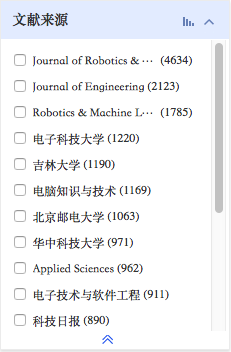 文献来源
Journal of Robotics & ··· (4634)
Journal of Engineering (2123)
Robotics & Machine L··· (1785)
电子科技大学 (1220)
吉林大学 (1190)
电脑知识与技术 (1169)
北京邮电大学 (1063)
华中科技大学 (971)
Applied Sciences (962)
电子技术与软件工程 (911)
科技日报 (890)